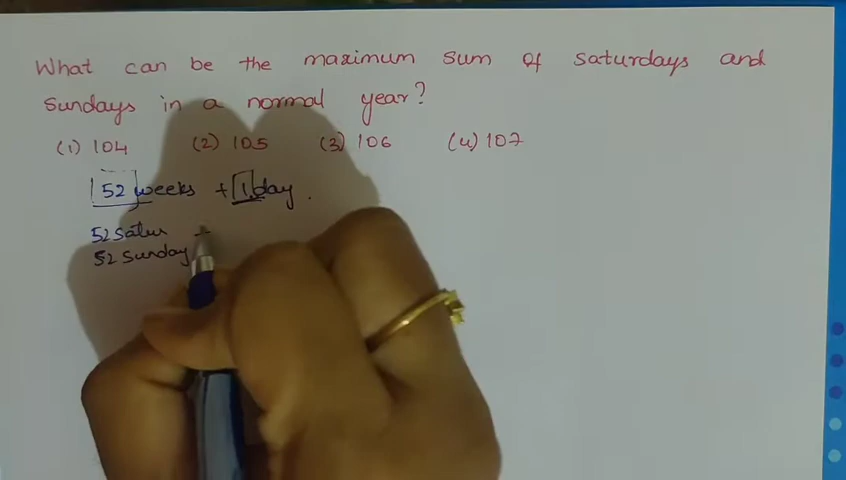 What can be the maximum sum of saturdays and
sundays in a normal year?
(1) 104 (2) 105 (3) 106 (4) 107
52 weeks + 1 day.
52 Satur +
52 Sunday